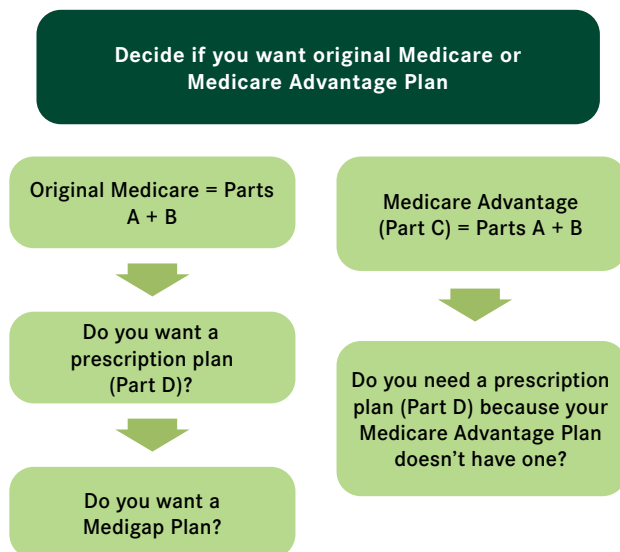 Decide if you want original Medicare or
Medicare Advantage Plan
Original Medicare = Parts
A + B
Do you want a
prescription plan
(Part D)?
Do you want a
Medigap Plan?
Medicare Advantage
(Part C) = Parts A + B
Do you need a prescription
plan (Part D) because your
Medicare Advantage Plan
doesn't have one?